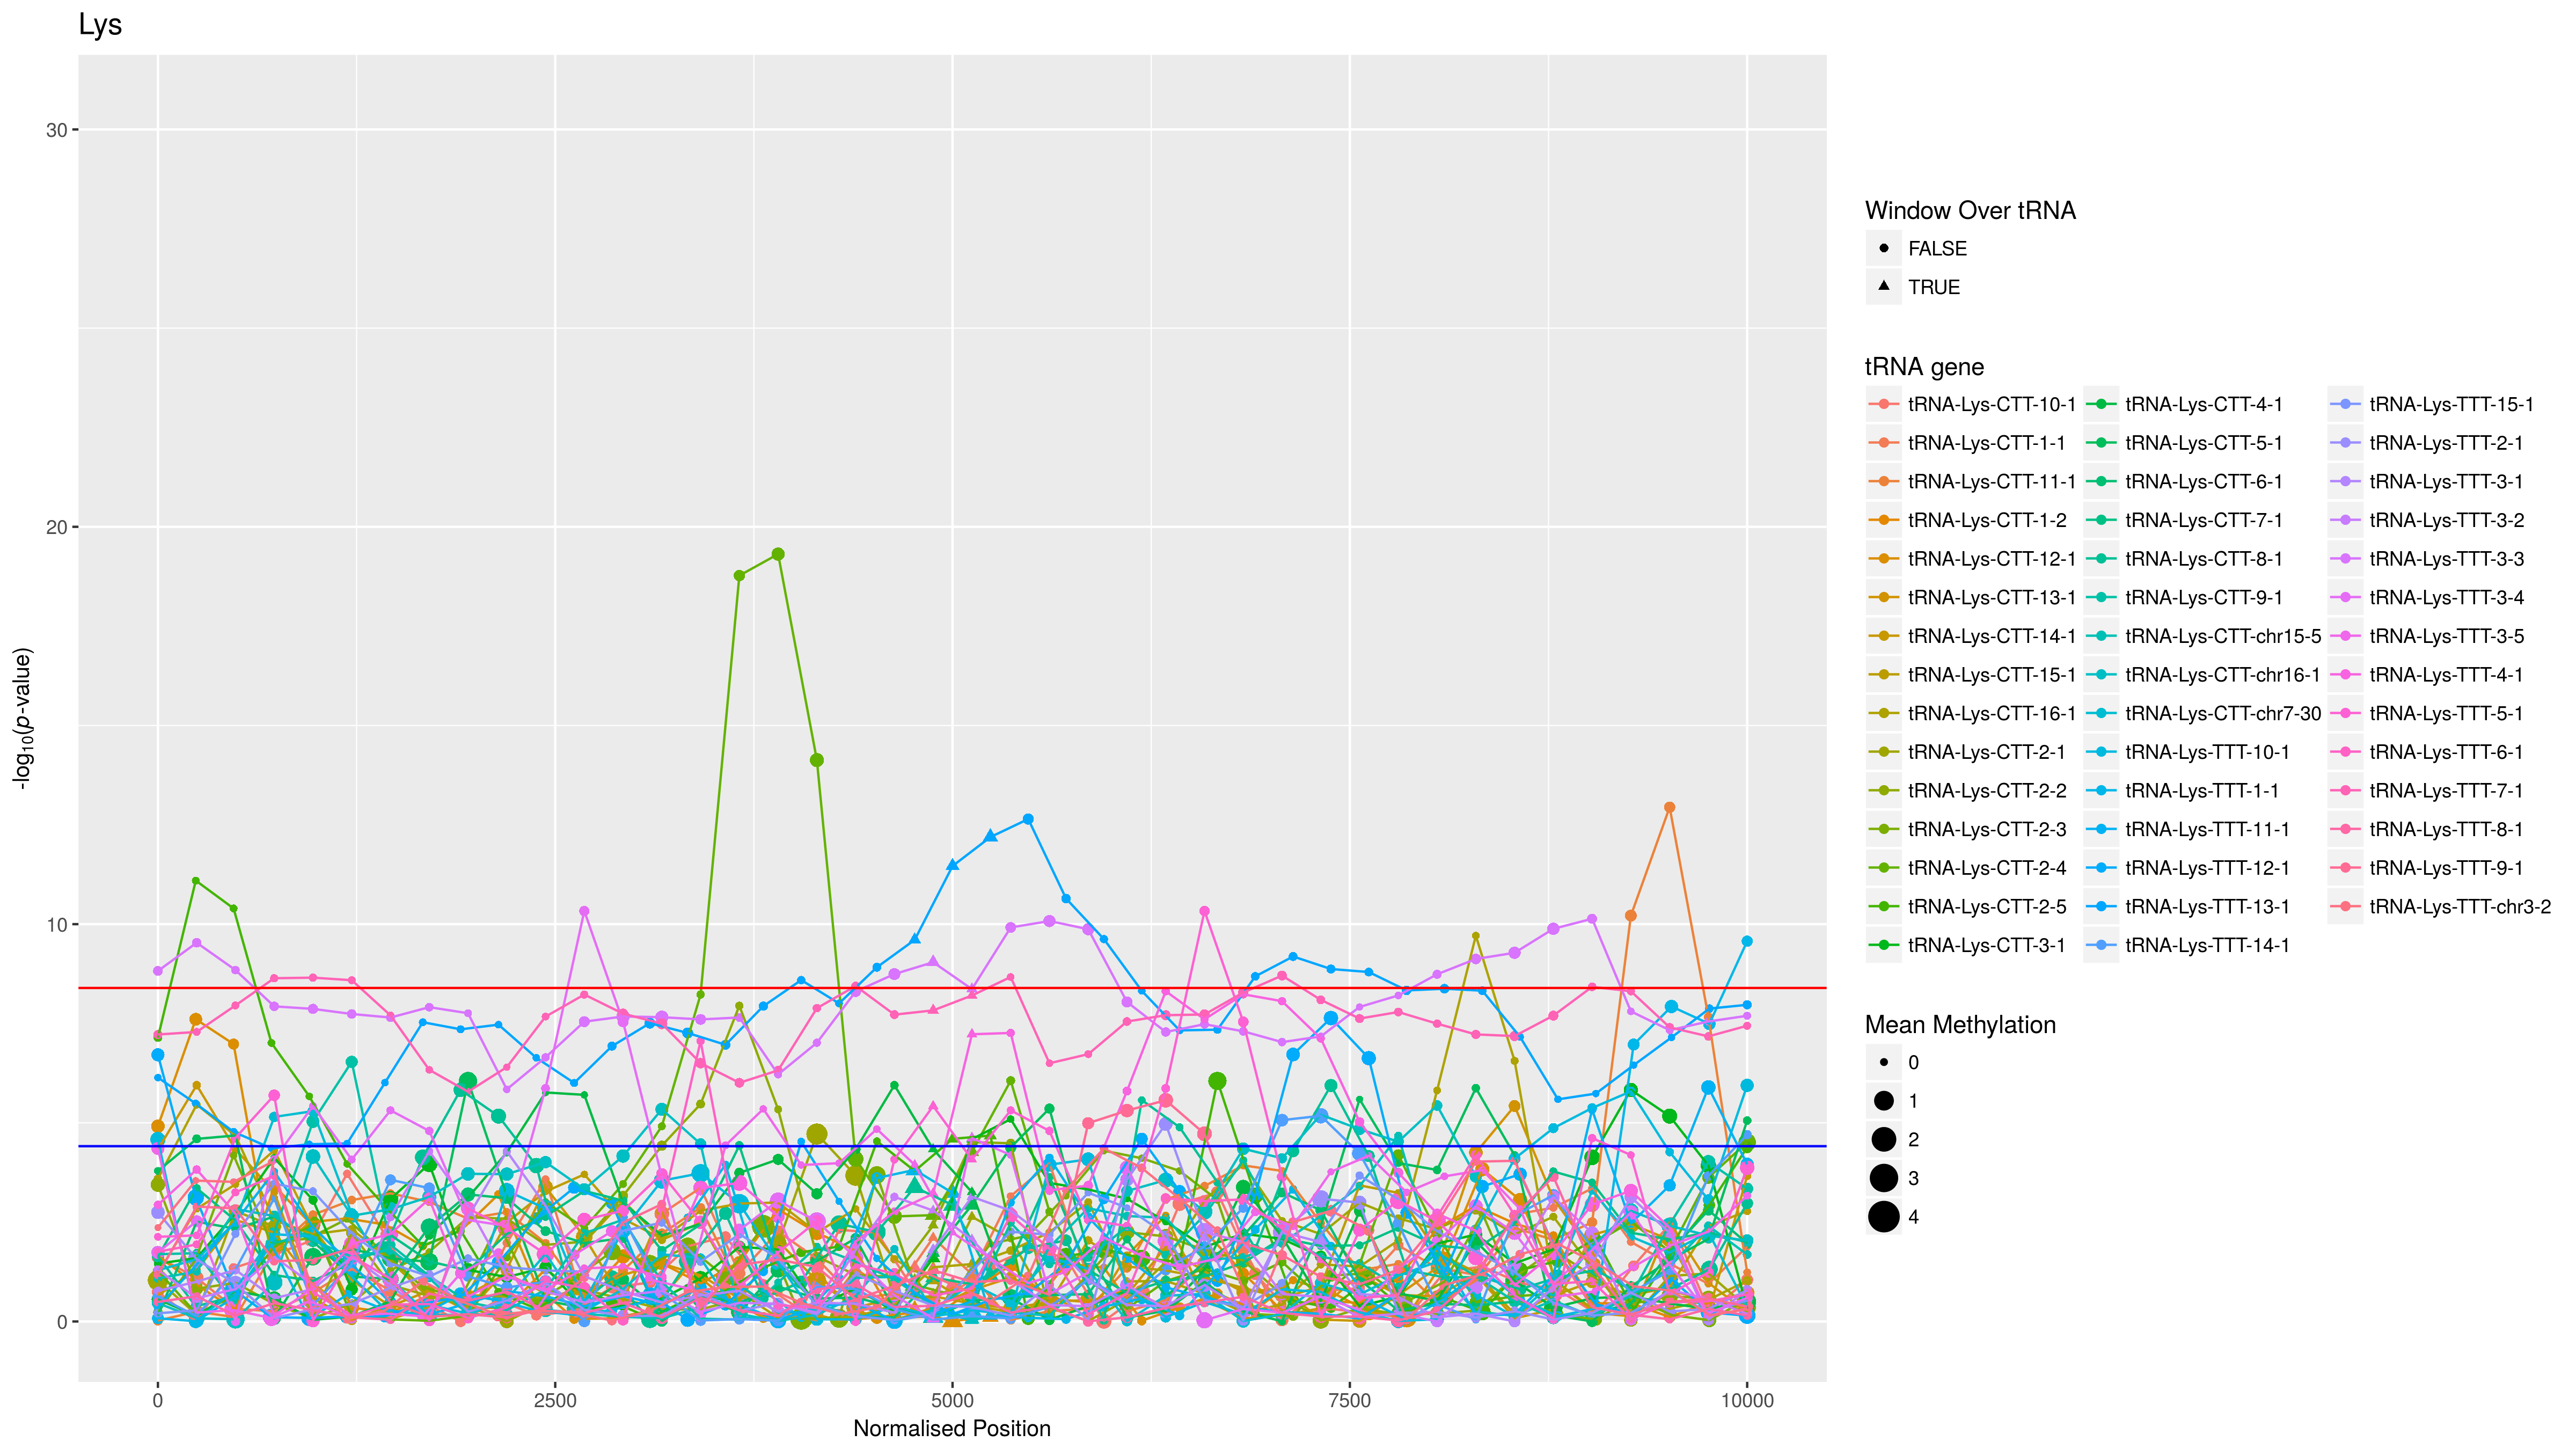 Lys
30
20
10
0
-log10(p-value)
0
2500
5000
7500
10000
Normalised Position
Window Over tRNA
FALSE
TRUE
tRNA gene
tRNA-Lys-CTT-10-1
tRNA-Lys-CTT-1-1
tRNA-Lys-CTT-11-1
tRNA-Lys-CTT-1-2
tRNA-Lys-CTT-12-1
tRNA-Lys-CTT-13-1
tRNA-Lys-CTT-14-1
tRNA-Lys-CTT-15-1
tRNA-Lys-CTT-16-1
tRNA-Lys-CTT-2-1
tRNA-Lys-CTT-2-2
tRNA-Lys-CTT-2-3
tRNA-Lys-CTT-2-4
tRNA-Lys-CTT-2-5
tRNA-Lys-CTT-3-1
tRNA-Lys-CTT-4-1
tRNA-Lys-CTT-5-1
tRNA-Lys-CTT-6-1
tRNA-Lys-CTT-7-1
tRNA-Lys-CTT-8-1
tRNA-Lys-CTT-9-1
tRNA-Lys-CTT-chr15-5
tRNA-Lys-CTT-chr16-1
tRNA-Lys-CTT-chr7-30
tRNA-Lys-TTT-10-1
tRNA-Lys-TTT-1-1
tRNA-Lys-TTT-11-1
tRNA-Lys-TTT-12-1
tRNA-Lys-TTT-13-1
tRNA-Lys-TTT-14-1
tRNA-Lys-TTT-15-1
tRNA-Lys-TTT-2-1
tRNA-Lys-TTT-3-1
tRNA-Lys-TTT-3-2
tRNA-Lys-TTT-3-3
tRNA-Lys-TTT-3-4
tRNA-Lys-TTT-3-5
tRNA-Lys-TTT-4-1
tRNA-Lys-TTT-5-1
tRNA-Lys-TTT-6-1
tRNA-Lys-TTT-7-1
tRNA-Lys-TTT-8-1
tRNA-Lys-TTT-9-1
tRNA-Lys-TTT-chr3-2
Mean Methylation
0
1
2
3
4